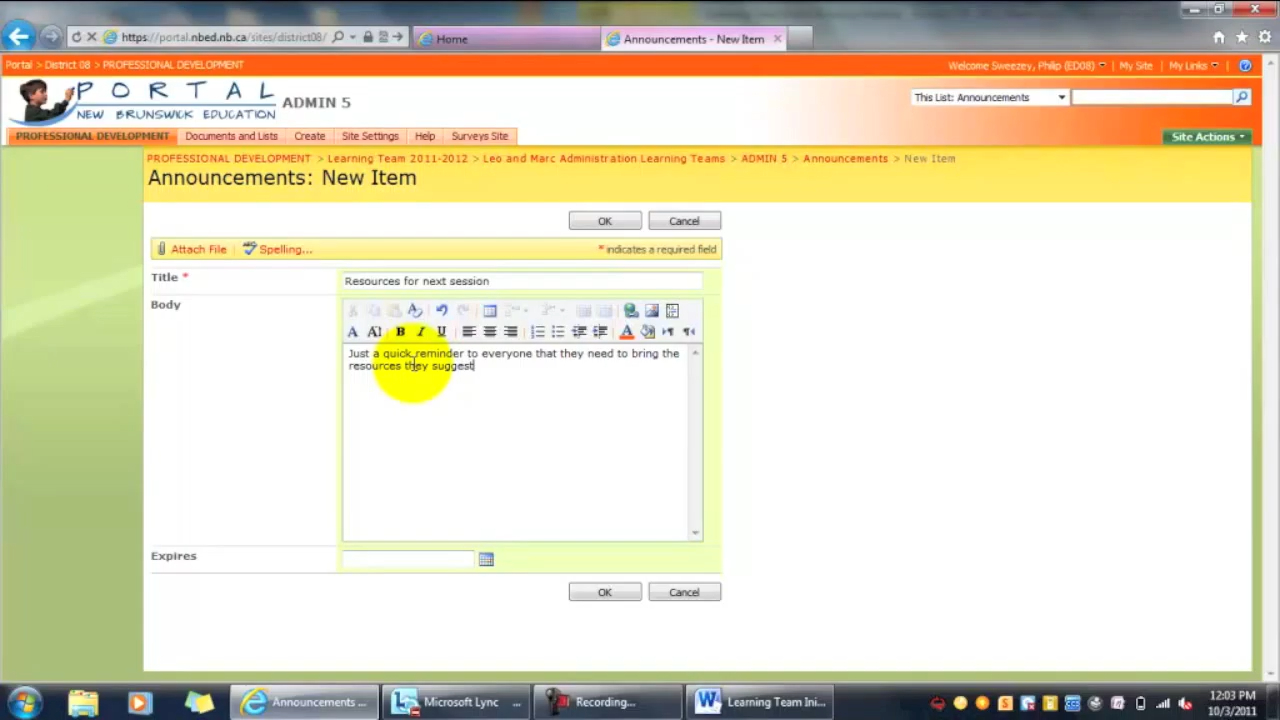 https://portal.nbed.nb.ca/sites/district08/
Home
Announcements - New Item
Portal > District 08 > PROFESSIONAL DEVELOPMENT
Welcome Sweezey, Philip (ED08)
My Site
My Links
PORTAL
NEW BRUNSWICK EDUCATION
ADMIN 5
This List: Announcements
PROFESSIONAL DEVELOPMENT
Documents and Lists
Create
Site Settings
Help
Surveys Site
Site Actions
PROFESSIONAL DEVELOPMENT > Learning Team 2011-2012 > Leo and Marc Administration Learning Teams > ADMIN 5 > Announcements > New Item
Announcements: New Item
OK
Cancel
Attach File
Spelling...
* indicates a required field
Title *
Resources for next session
Body
A A! B I U
A
Just a quick reminder to everyone that they need to bring the
resources they suggest
Expires
OK
Cancel
Announcements ...
Microsoft Lync ...
Recording...
Learning Team Ini...
12:03 PM
10/3/2011